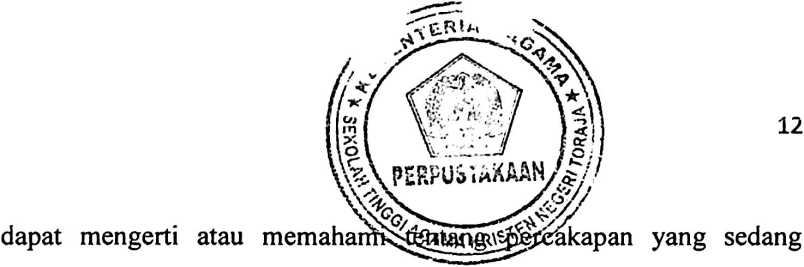 KEMENTERIAN AGAMA
SEKOLAH TINGGI AGAMA KRISTEN NEGERI TORAJA
PERPUSTAKAAN
12
dapat mengerti atau memahami tentang percakapan yang sedang